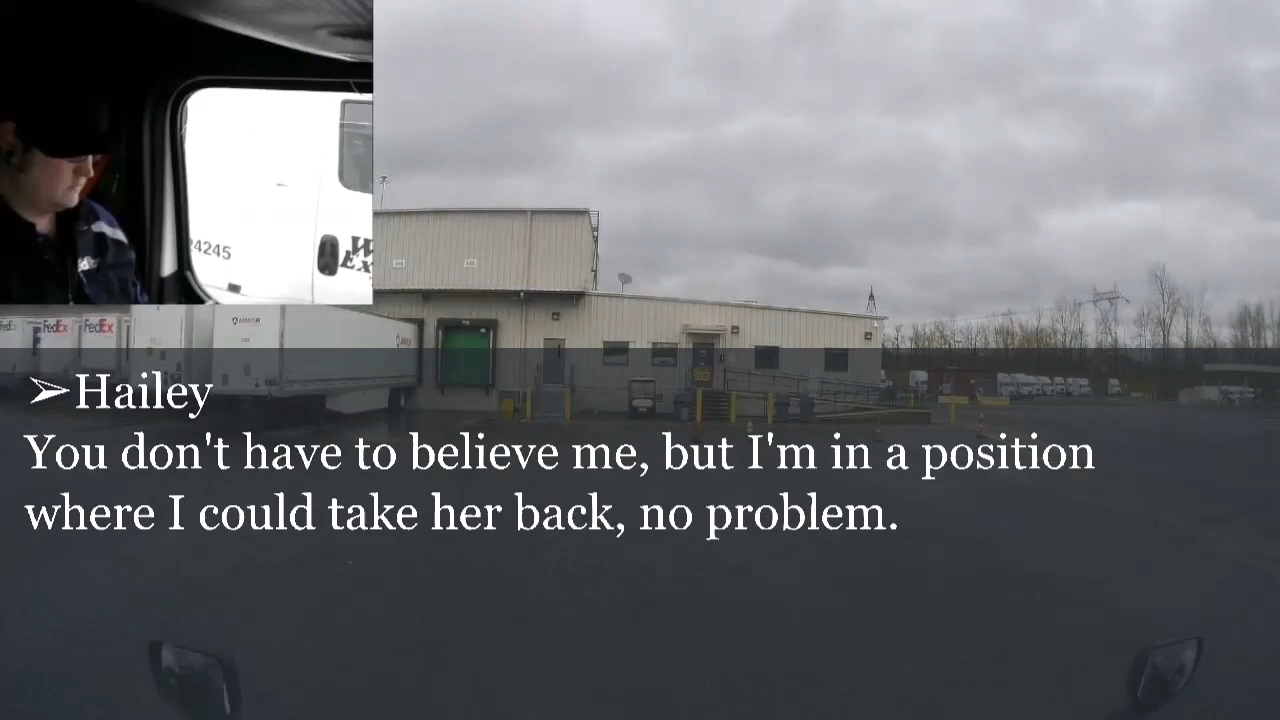 24245
FedEx
FedEx
➢Hailey
You don't have to believe me, but I'm in a position
where I could take her back, no problem.